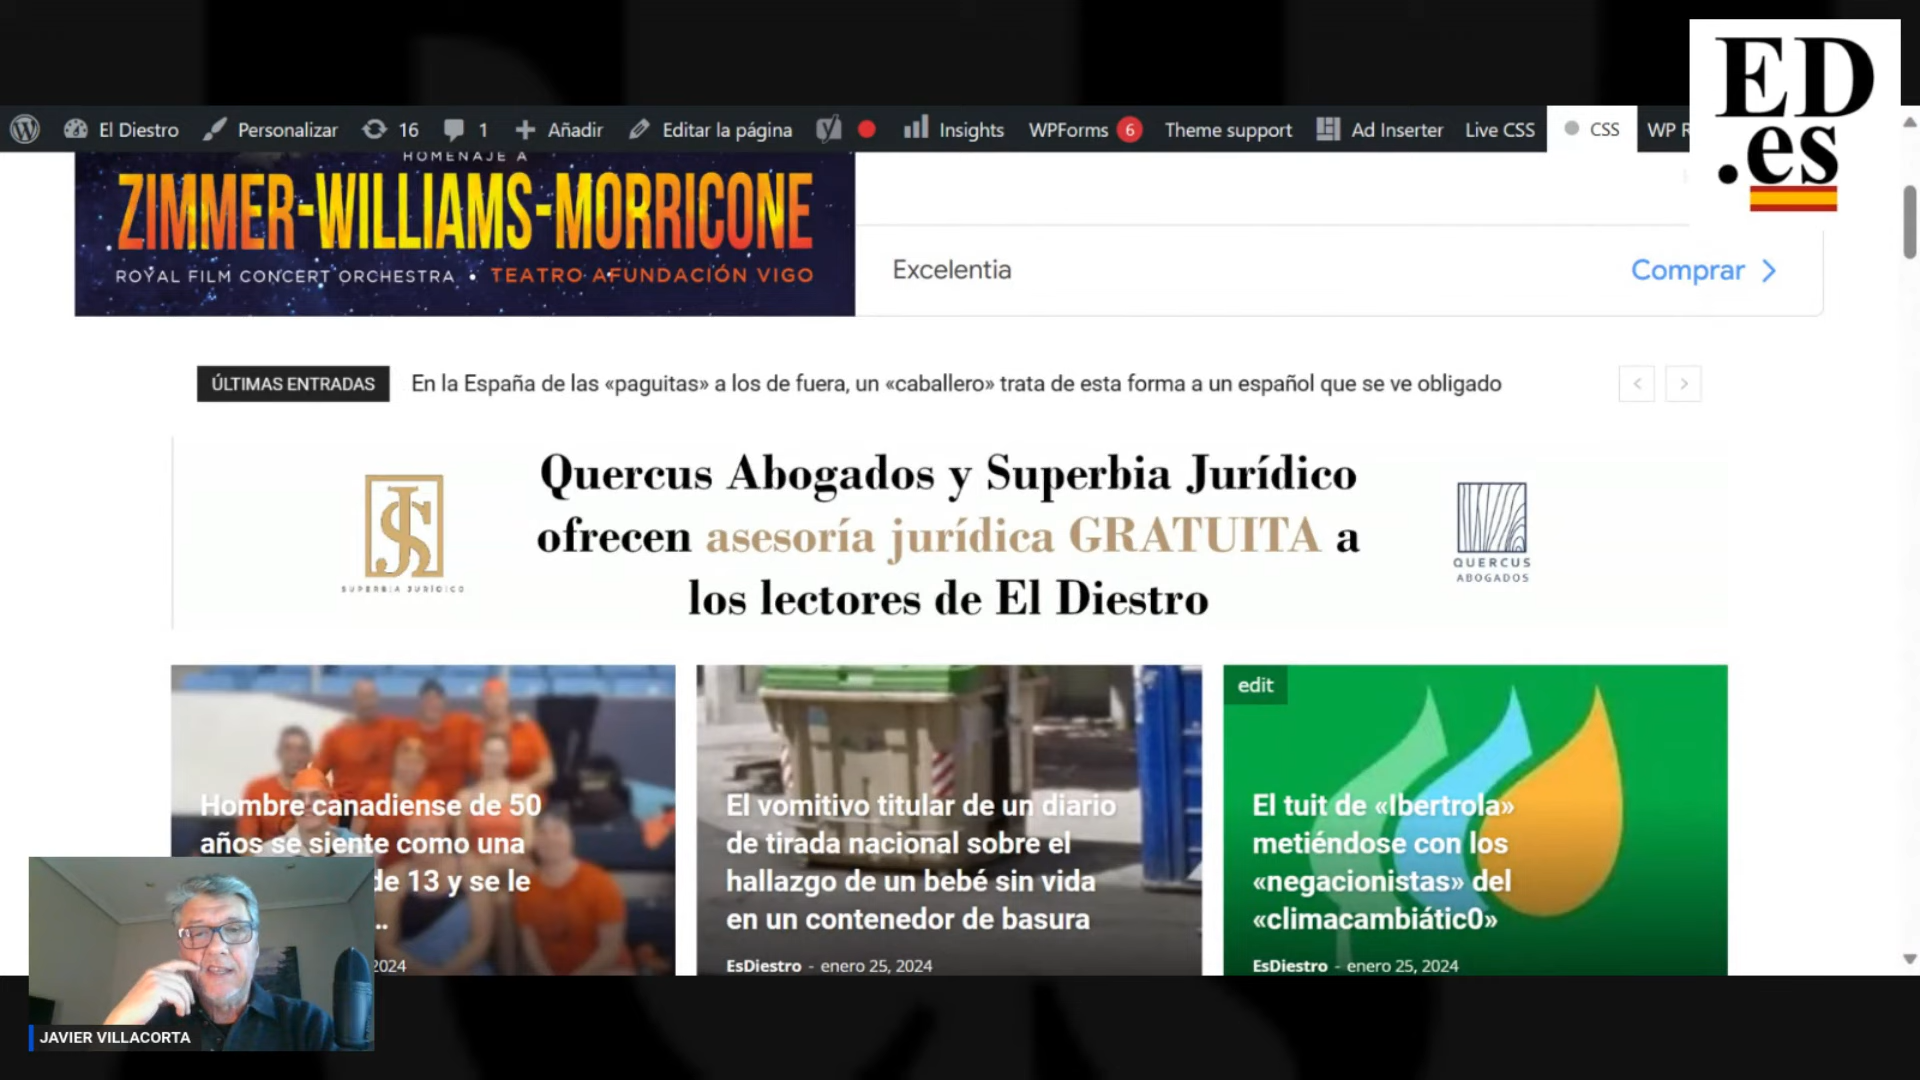 ED
.es
El Diestro
Personalizar
16
1
Añadir
Editar la página
Insights
WPForms 6
Theme support
Ad Inserter
Live CSS
CSS
WP
HOMENAJE A
ZIMMER-WILLIAMS-MORRICONE
ROYAL FILM CONCERT ORCHESTRA • TEATRO AFUNDACIÓN VIGO
Excelentia
Comprar
ÚLTIMAS ENTRADAS
En la España de las «paguitas» a los de fuera, un «caballero» trata de esta forma a un español que se ve obligado
Quercus Abogados y Superbia Jurídico
ofrecen asesoría jurídica GRATUITA a
los lectores de El Diestro
SUPERBIA JURÍDICO
QUERCUS
ABOGADOS
Hombre canadiense de 50
años se siente como una
de 13 y se le
...
2024
El vomitivo titular de un diario
de tirada nacional sobre el
hallazgo de un bebé sin vida
en un contenedor de basura
EsDiestro - enero 25, 2024
edit
El tuit de «Ibertrola»
metiéndose con los
«negacionistas» del
«climacambiátic0»
EsDiestro - enero 25, 2024
JAVIER VILLACORTA